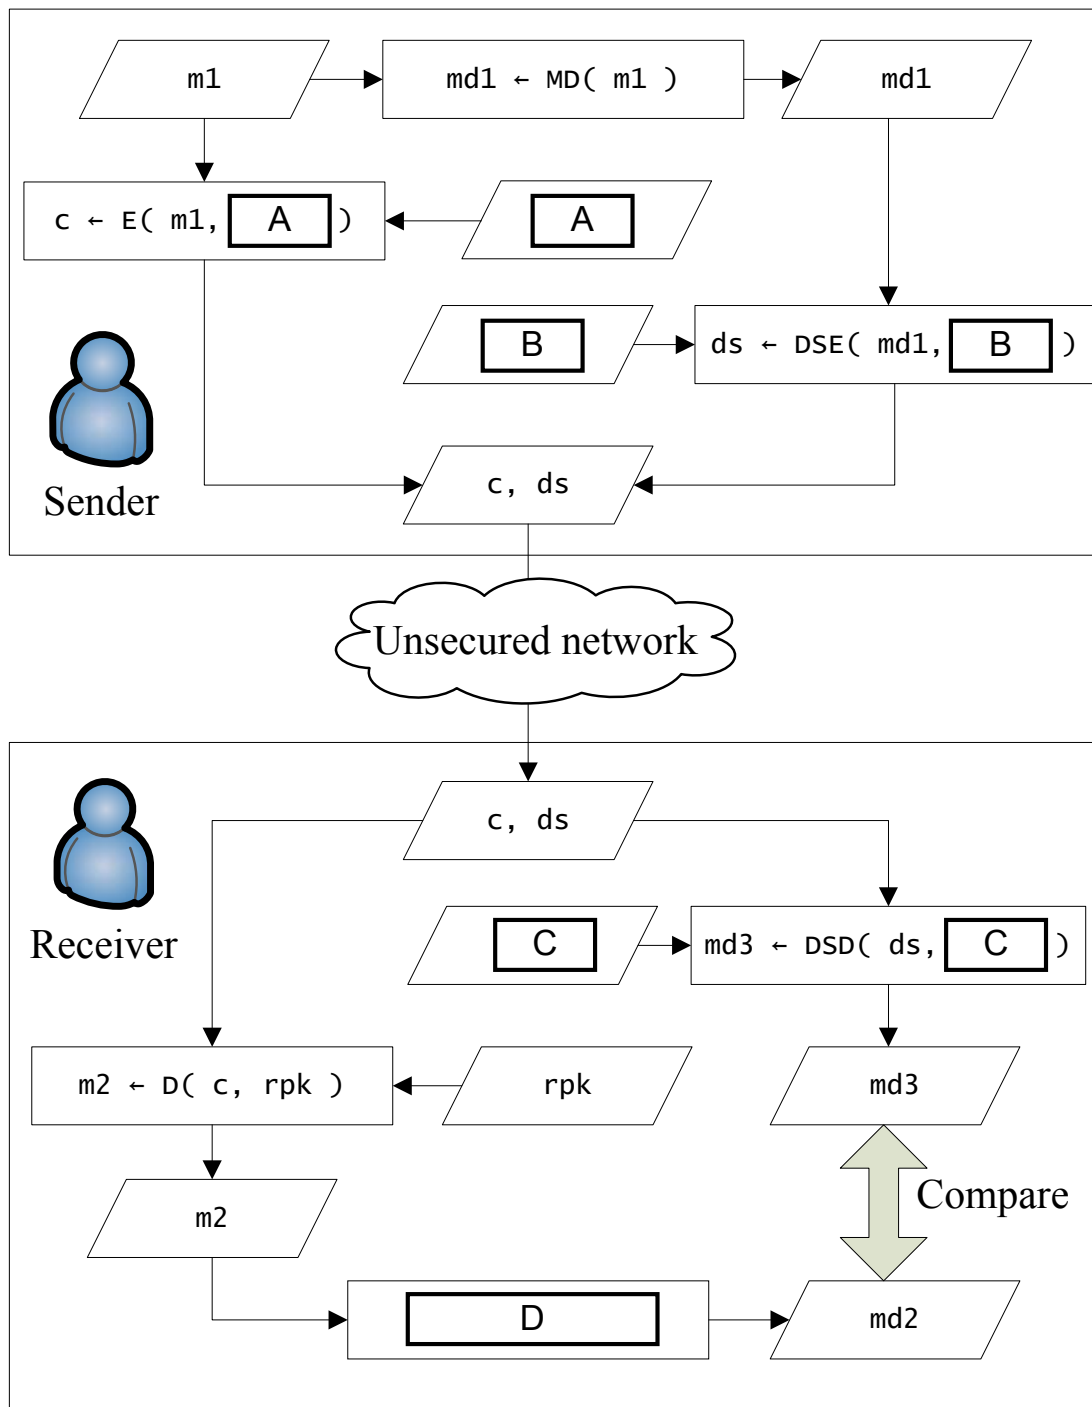 m1
md1 ← MD( m1 )
md1
c ← E( m1, A )
A
B
ds ← DSE( md1, B )
Sender
c, ds
Unsecured network
c, ds
Receiver
C
md3 ← DSD( ds, C )
m2 ← D( c, rpk )
rpk
md3
m2
Compare
D
md2